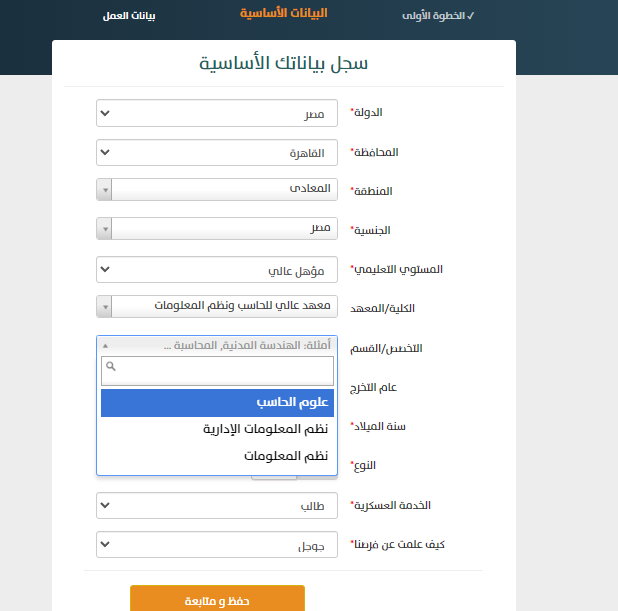 ✓ الخطوة الأولى
البيانات الأساسية
بيانات العمل
سجل بياناتك الأساسية
الدولة*
مصر
المحافظة*
القاهرة
المنطقة*
المعادى
الجنسية*
مصر
المستوي التعليمي*
مؤهل عالي
الكلية/المعهد
معهد عالي للحاسب ونظم المعلومات
التخصص/القسم
أمثلة: الهندسة المدنية, المحاسبة ...
علوم الحاسب
نظم المعلومات الإدارية
نظم المعلومات
عام التخرج
سنة الميلاد*
النوع*
الخدمة العسكرية*
طالب
كيف علمت عن فرصنا*
جوجل
حفظ و متابعة